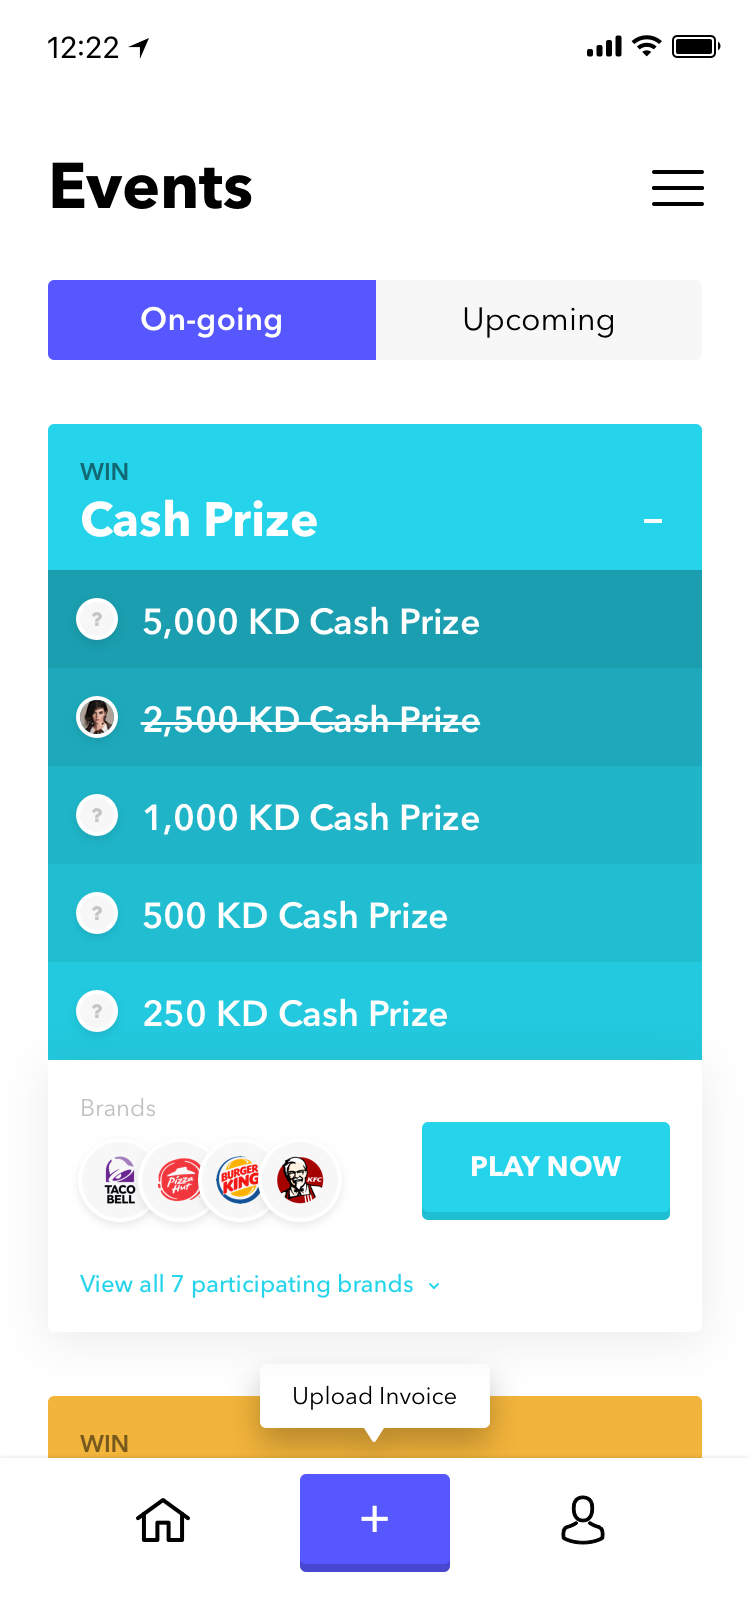 12:22
Events
On-going
Upcoming
WIN
Cash Prize
?
5,000 KD Cash Prize
2,500 KD Cash Prize
?
1,000 KD Cash Prize
?
500 KD Cash Prize
?
250 KD Cash Prize
Brands
TACO
BELL
Pizza
Hut
BURGER
KING
KFC
PLAY NOW
View all 7 participating brands
Upload Invoice
WIN